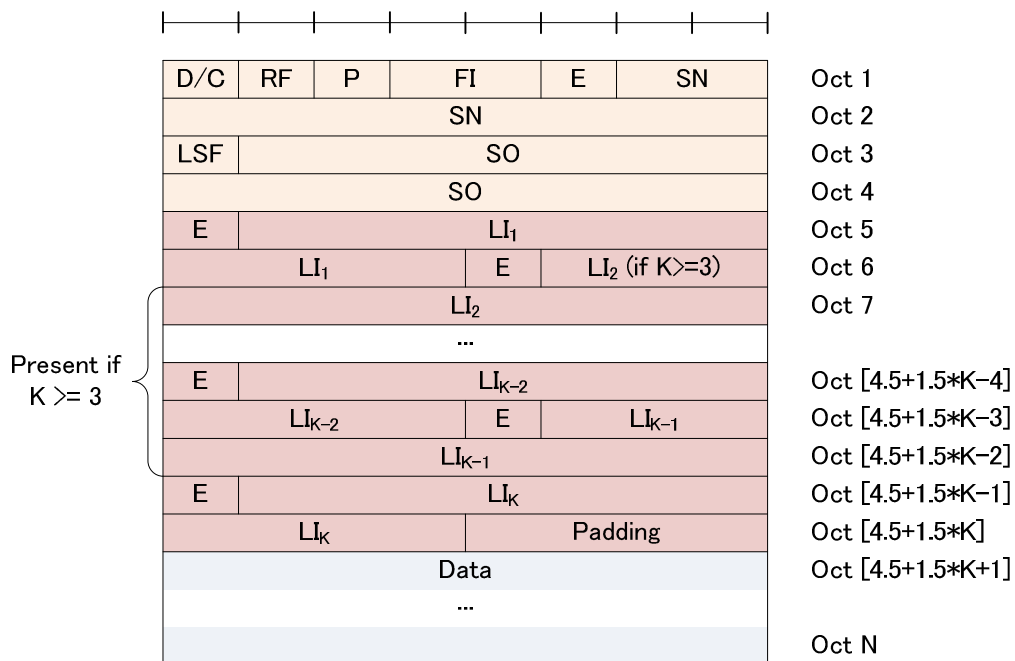 D/C RF P FI E SN Oct 1
SN Oct 2
LSF SO Oct 3
SO Oct 4
E LI₁ Oct 5
LI₁ E LI₂ (if K>=3) Oct 6
LI₂ Oct 7
...
Present if
K >= 3
E LIK-2 Oct [4.5+1.5*K-4]
LIK-2 E LIK-1 Oct [4.5+1.5*K-3]
LIK-1 Oct [4.5+1.5*K-2]
E LIK Oct [4.5+1.5*K-1]
LIK Padding Oct [4.5+1.5*K]
Data Oct [4.5+1.5*K+1]
...
Oct N